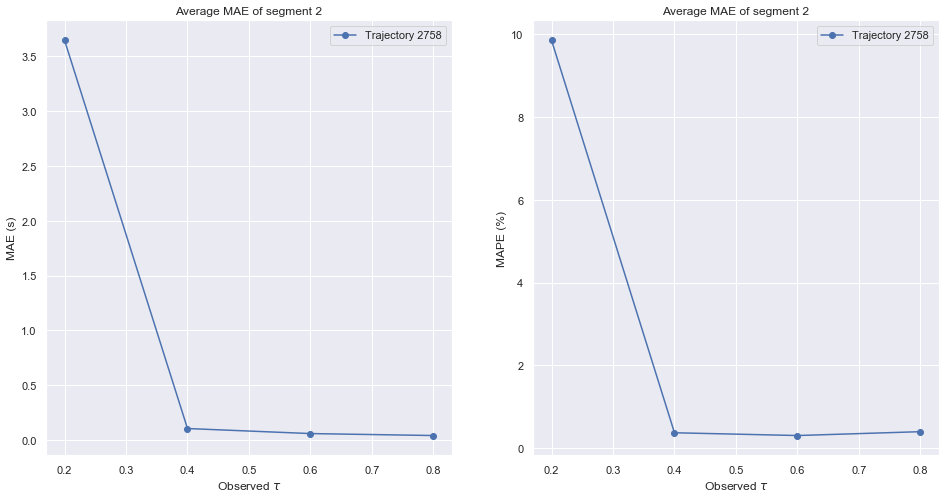 Average MAE of segment 2
Trajectory 2758
MAE (s)
3.5
3.0
2.5
2.0
1.5
1.0
0.5
0.0
0.2 0.3 0.4 0.5 0.6 0.7 0.8
Observed τ
Average MAE of segment 2
Trajectory 2758
MAPE (%)
10
8
6
4
2
0
0.2 0.3 0.4 0.5 0.6 0.7 0.8
Observed τ